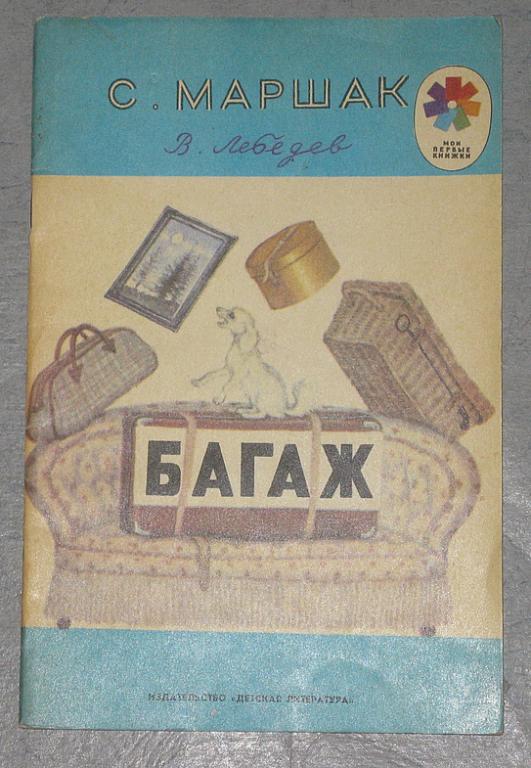 С. МАРШАК
В. Лебедев
МОИ
ПЕРВЫЕ
КНИЖКИ
БАГАЖ
ИЗДАТЕЛЬСТВО «ДЕТСКАЯ ЛИТЕРАТУРА»